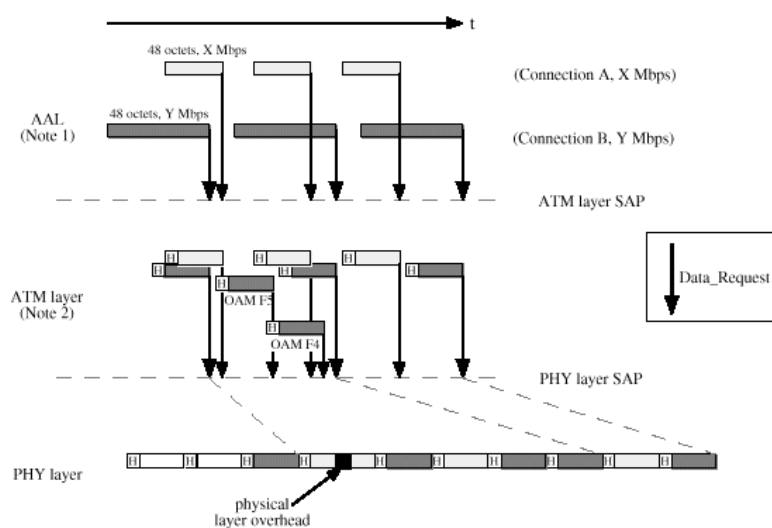 t
48 octets, X Mbps
(Connection A, X Mbps)
AAL
(Note 1)
48 octets, Y Mbps
(Connection B, Y Mbps)
ATM layer SAP
H H
H H H
ATM layer
(Note 2)
H
OAM F5
H
OAM F4
Data_Request
PHY layer SAP
PHY layer
H H H H H H H H H H
physical
layer overhead